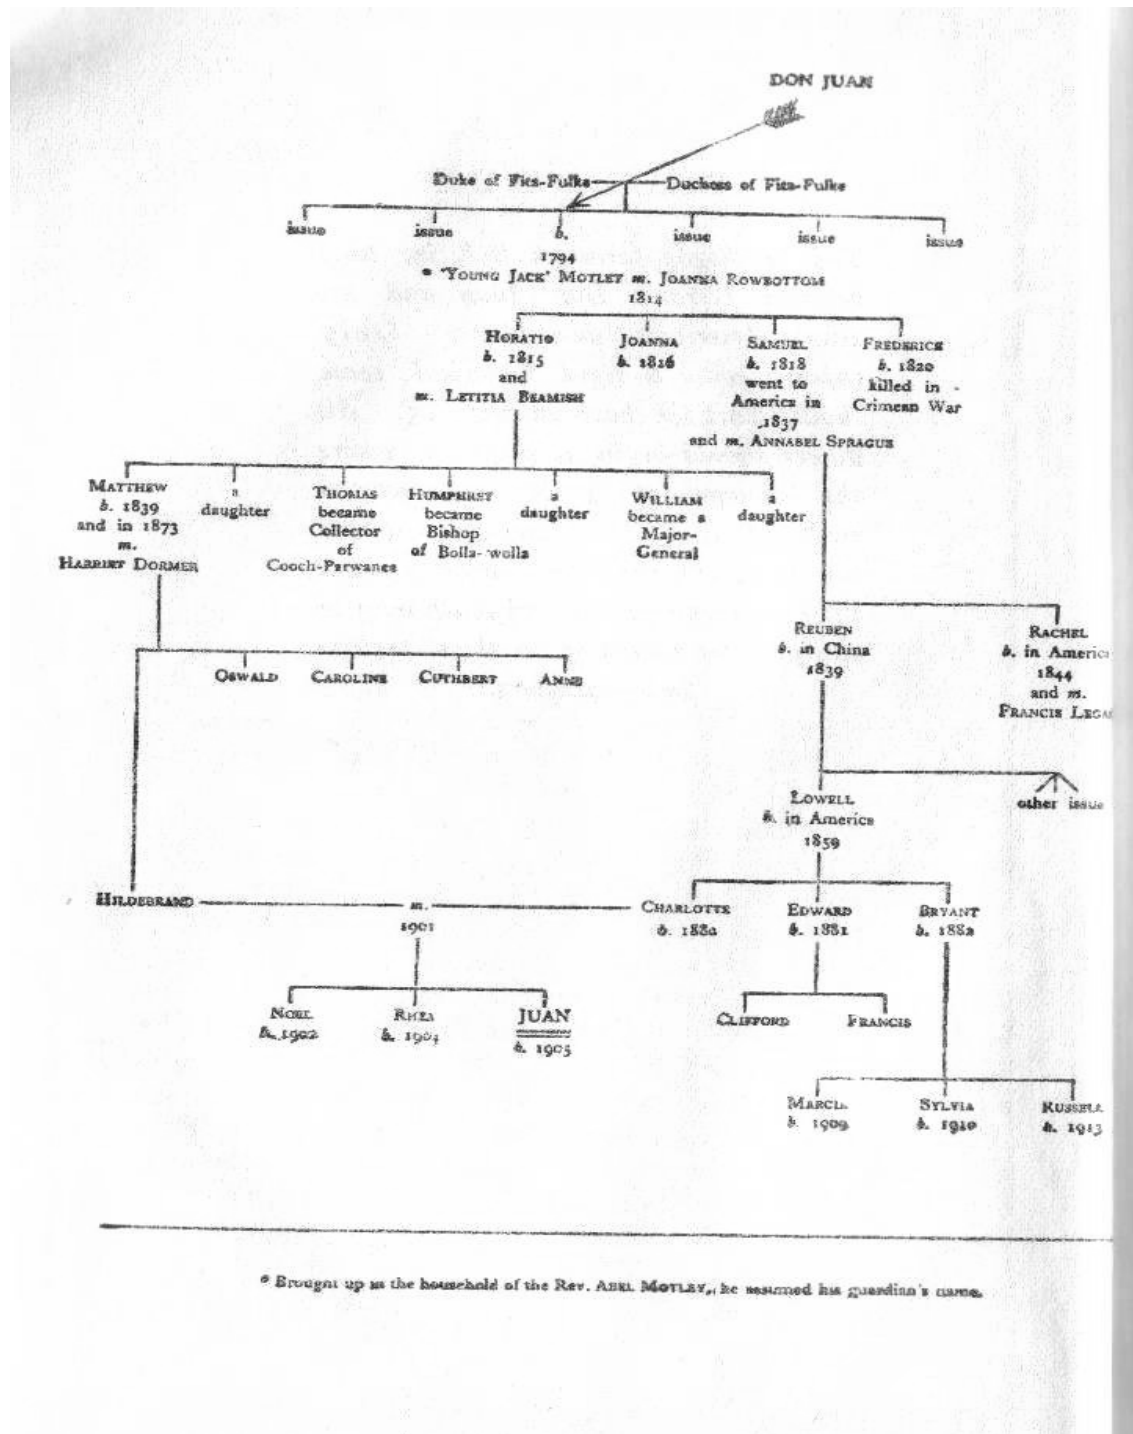 DON JUAN
Duke of Fitz-Fulke Duchess of Fitz-Fulke
issue issue b. issue issue issue
1794
* 'YOUNG JACK' MOTLEY m. JOANNA ROWBOTTOM
1814
HORATIO JOANNA SAMUEL FREDERICK
b. 1815 b. 1816 b. 1818 b. 1820
and went to killed in
m. LETITIA BEAMISH America in Crimean War
1837
and m. ANNABEL SPRAGUE
MATTHEW a THOMAS HUMPHREY a WILLIAM a
b. 1839 daughter became became daughter became a daughter
and in 1873 Collector Bishop Major-
m. of of Bolla-wolla General
HARRIET DORMER Cooch-Parwanee
REUBEN RACHEL
b. in China b. in America
1839 1844
and m.
FRANCIS
OSWALD CAROLINE CUTHBERT ANNE
other issue
LOWELL
b. in America
1859
HILDEBRAND m. CHARLOTTE EDWARD BRYANT
1901 b. b. 1881 b. 1882
NOEL JUAN
b. 1902 b. b. 1905
CLIFFORD FRANCIS
SYLVIA RUSSELL
b. 1909 b. 1910 b. 1913
* Brought up in the household of the Rev. ABEL MOTLEY, he assumed his guardian's name.